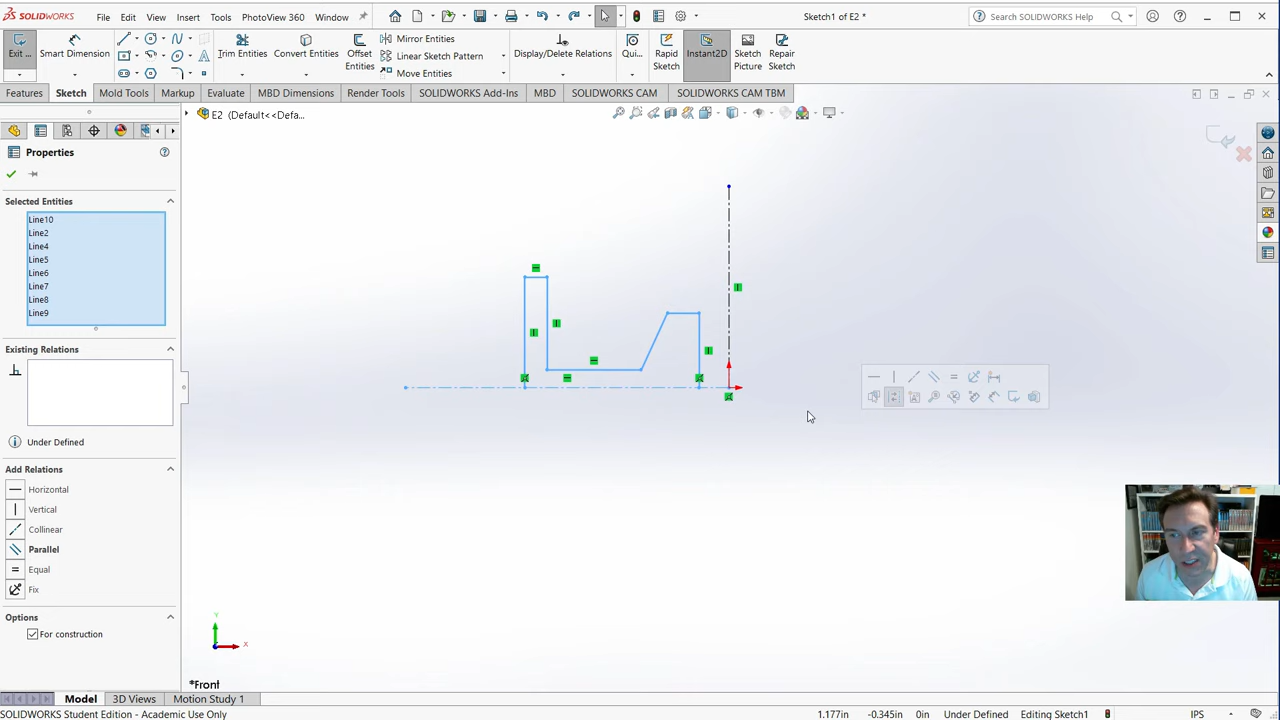 SOLIDWORKS
File Edit View Insert Tools PhotoView 360 Window
Sketch1 of E2 *
Search SOLIDWORKS Help
Exit ...
Smart Dimension
Trim Entities
Convert Entities
Offset Entities
Mirror Entities
Linear Sketch Pattern
Move Entities
Display/Delete Relations
Qui...
Rapid Sketch
Instant2D
Sketch Picture
Repair Sketch
Features Sketch Mold Tools Markup Evaluate MBD Dimensions Render Tools SOLIDWORKS Add-Ins MBD SOLIDWORKS CAM SOLIDWORKS CAM TBM
E2 (Default<<Defa...
Properties
Selected Entities
Line10
Line2
Line4
Line5
Line6
Line7
Line8
Line9
Existing Relations
Under Defined
Add Relations
Horizontal
Vertical
Collinear
Parallel
Equal
Fix
Options
For construction
Y
X
*Front
Model 3D Views Motion Study 1
SOLIDWORKS Student Edition - Academic Use Only
1.177in -0.345in 0in Under Defined Editing Sketch1 IPS